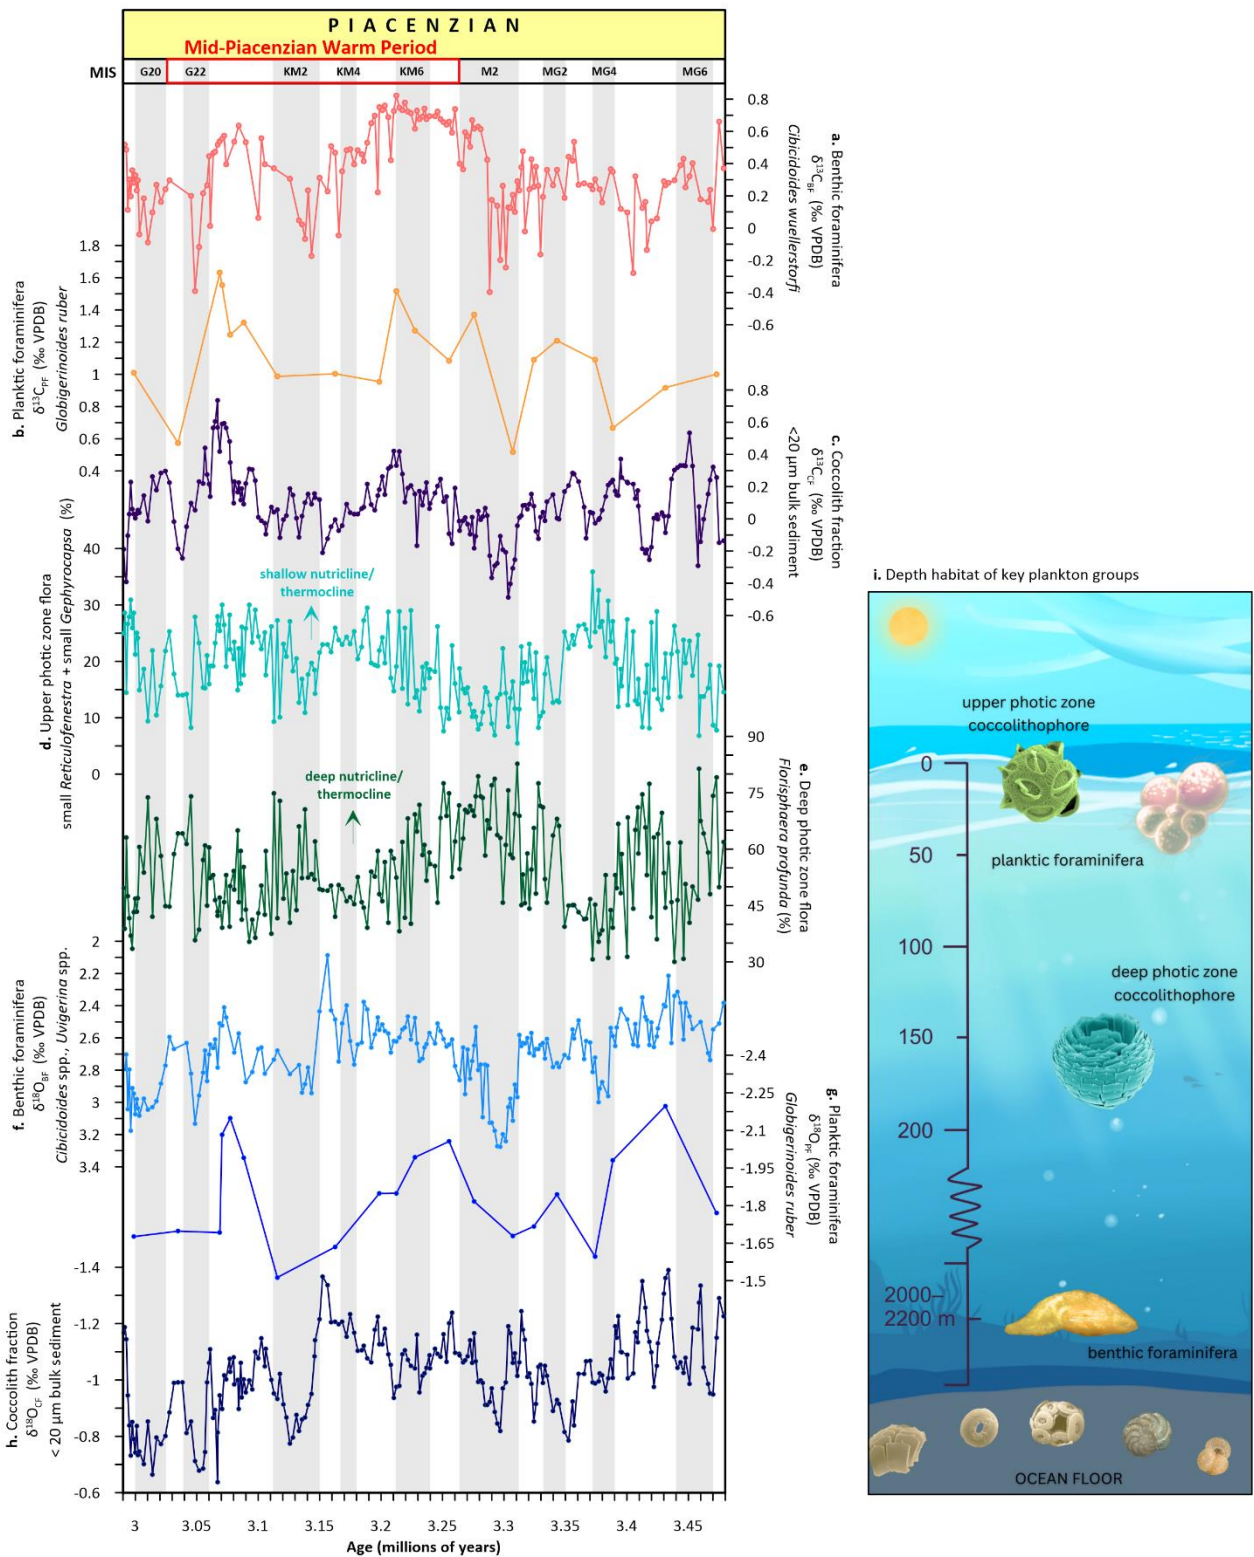 P I A C E N Z I A N
Mid-Piacenzian Warm Period
MIS G20 G22 KM2 KM4 KM6 M2 MG2 MG4 MG6
a. Benthic foraminifera
δ¹³C_BF (‰ VPDB)
Cibicidoides wuellerstorfi
0.8
0.6
0.4
0.2
0
-0.2
-0.4
-0.6
b. Planktic foraminifera
δ¹³C_PF (‰ VPDB)
Globigerinoides ruber
1.8
1.6
1.4
1.2
1
0.8
0.6
0.4
c. Coccolith fraction
δ¹³C_CF (‰ VPDB)
<20 µm bulk sediment
0.8
0.6
0.4
0.2
0
-0.2
-0.4
-0.6
d. Upper photic zone flora
small Reticulofenestra + small Gephyrocapsa (%)
40
30
20
10
0
shallow nutricline/
thermocline
e. Deep photic zone flora
Florisphaera profunda (%)
90
75
60
45
30
deep nutricline/
thermocline
f. Benthic foraminifera
δ¹⁸O_BF (‰ VPDB)
Cibicidoides spp., Uvigerina spp.
2
2.2
2.4
2.6
2.8
3
3.2
3.4
g. Planktic foraminifera
δ¹⁸O_PF (‰ VPDB)
Globigerinoides ruber
-2.4
-2.25
-2.1
-1.95
-1.8
-1.65
-1.5
h. Coccolith fraction
δ¹⁸O_CF (‰ VPDB)
< 20 µm bulk sediment
-1.4
-1.2
-1
-0.8
-0.6
3 3.05 3.1 3.15 3.2 3.25 3.3 3.35 3.4 3.45
Age (millions of years)
i. Depth habitat of key plankton groups
upper photic zone
coccolithophore
0
50
planktic foraminifera
100
deep photic zone
coccolithophore
150
200
2000
2200 m
benthic foraminifera
OCEAN FLOOR